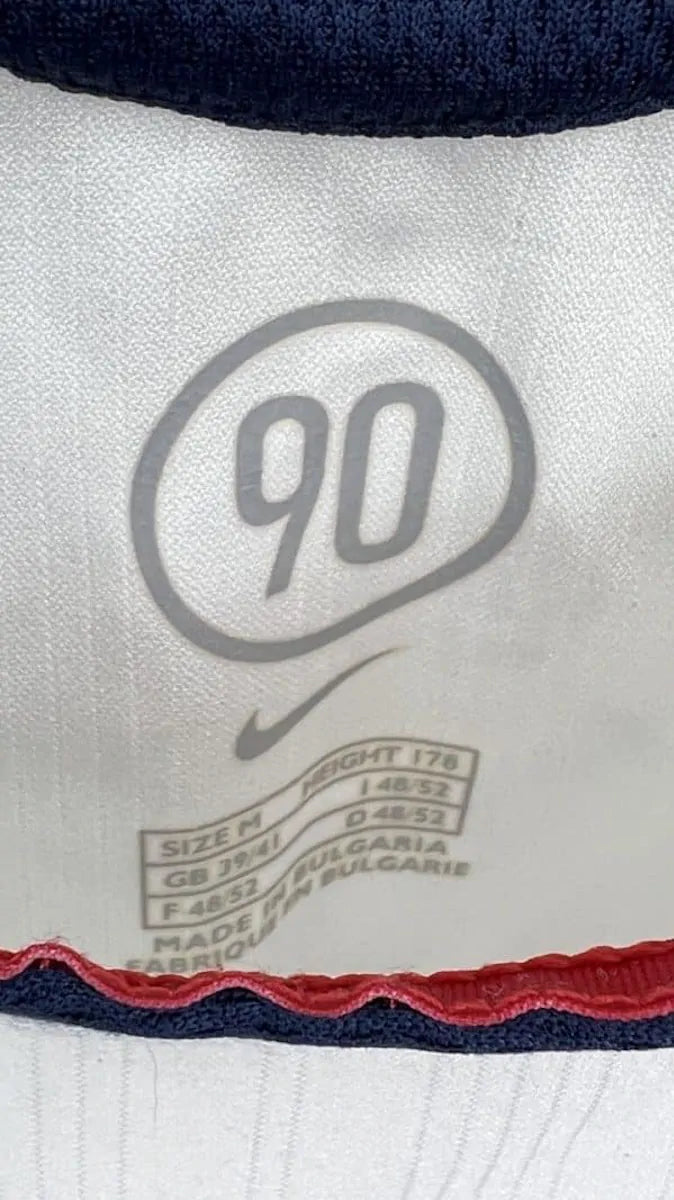 90
SIZE M HEIGHT 178
GB 39/41 I 48/52
F 48/52 D 48/52
MADE IN BULGARIA
FABRIQUE EN BULGARIE